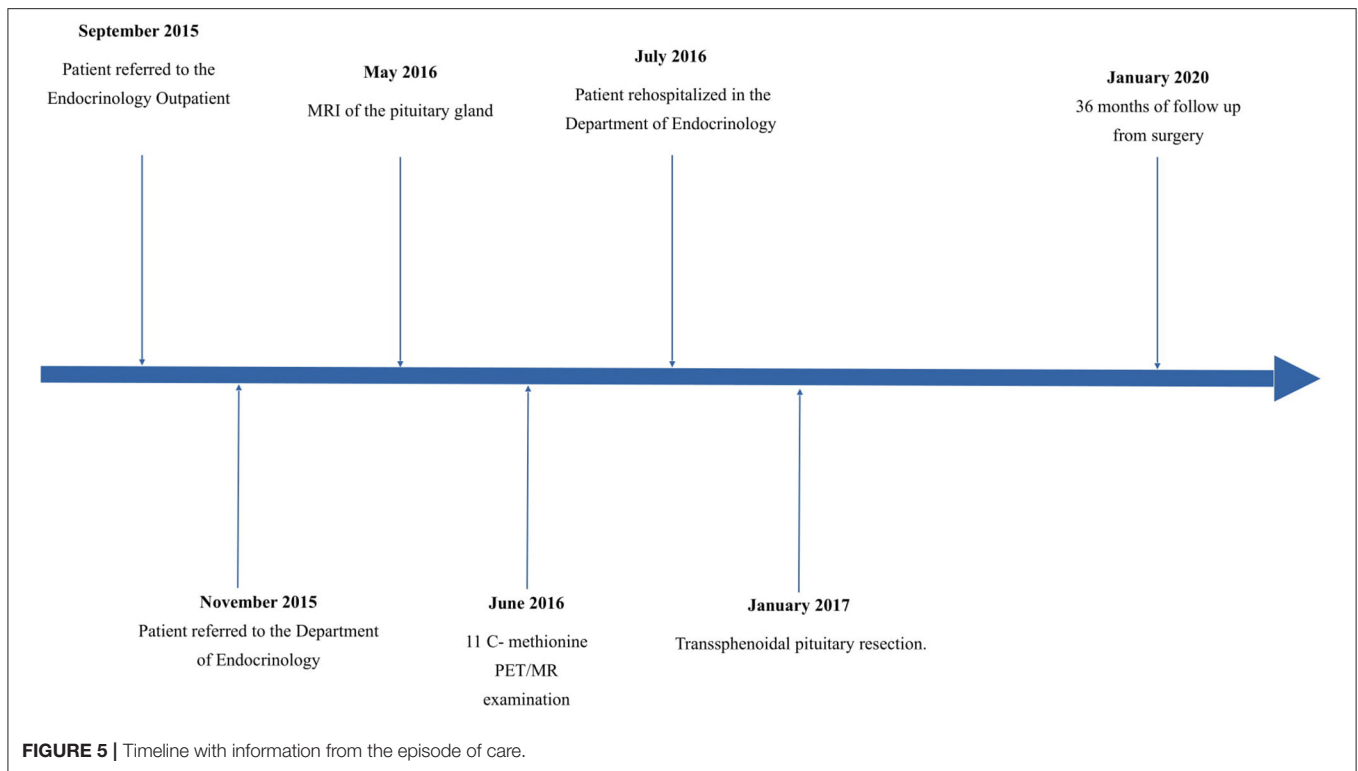 September 2015
Patient referred to the
Endocrinology Outpatient
May 2016
MRI of the pituitary gland
July 2016
Patient rehospitalized in the
Department of Endocrinology
January 2020
36 months of follow up
from surgery
November 2015
Patient referred to the Department
of Endocrinology
June 2016
11 C- methionine
PET/MR
examination
January 2017
Transsphenoidal pituitary resection.
FIGURE 5 | Timeline with information from the episode of care.